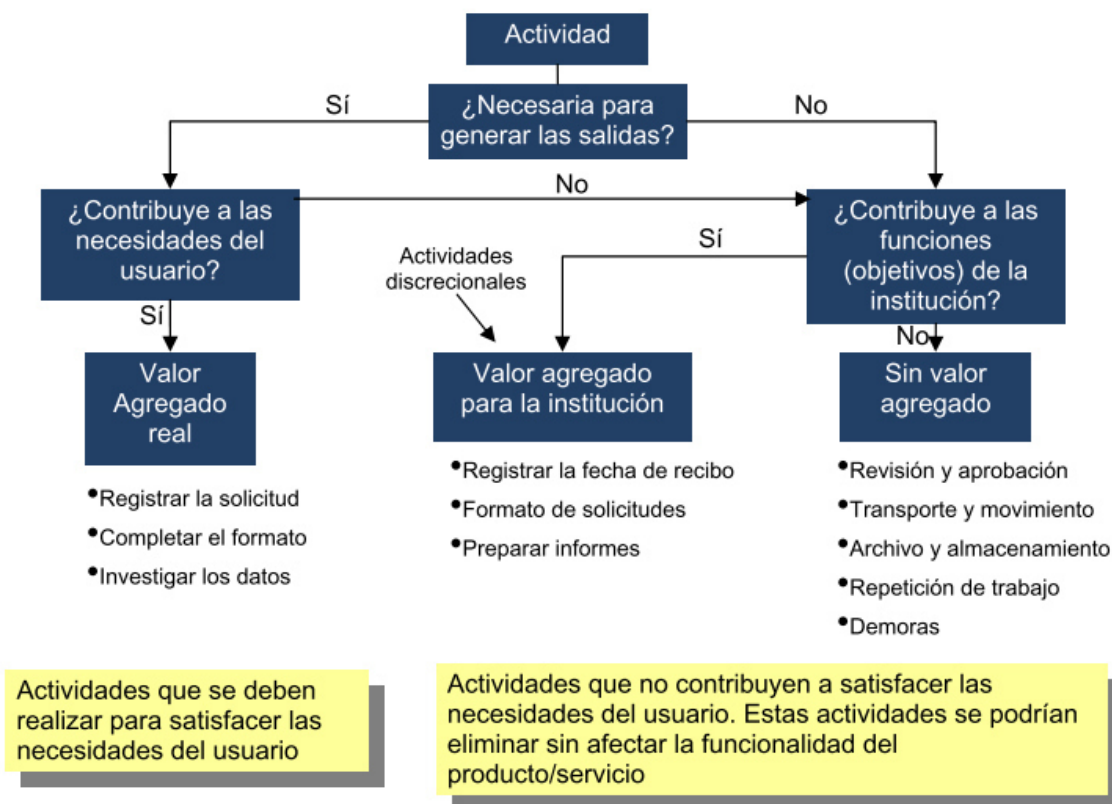 Actividad
¿Necesaria para
generar las salidas?
Sí
No
No
¿Contribuye a las
necesidades del
usuario?
¿Contribuye a las
funciones
(objetivos) de la
institución?
Sí
Actividades
discrecionales
Sí
No
Valor
Agregado
real
Valor agregado
para la institución
Sin valor
agregado
•Registrar la solicitud
•Completar el formato
•Investigar los datos
•Registrar la fecha de recibo
•Formato de solicitudes
•Preparar informes
•Revisión y aprobación
•Transporte y movimiento
•Archivo y almacenamiento
•Repetición de trabajo
•Demoras
Actividades que se deben
realizar para satisfacer las
necesidades del usuario
Actividades que no contribuyen a satisfacer las
necesidades del usuario. Estas actividades se podrían
eliminar sin afectar la funcionalidad del
producto/servicio